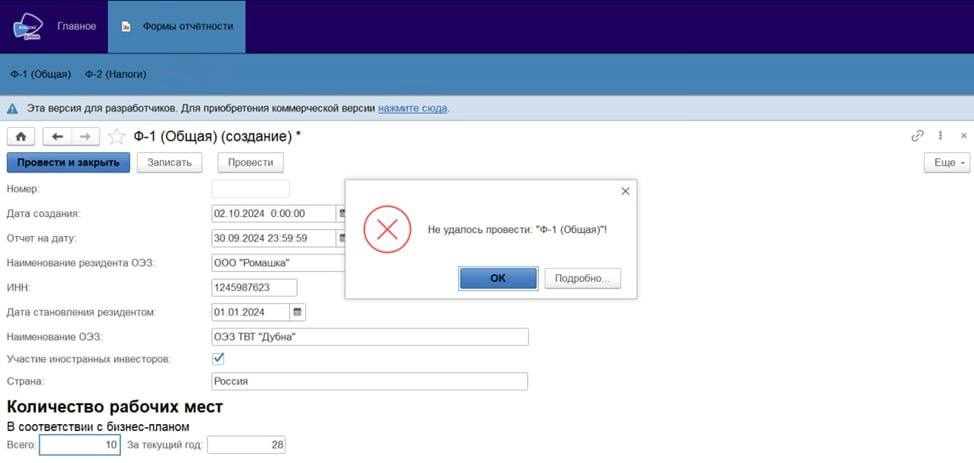 Главное
Формы отчётности
Ф-1 (Общая) Ф-2 (Налоги)
Эта версия для разработчиков. Для приобретения коммерческой версии нажмите сюда.
Ф-1 (Общая) (создание) *
Провести и закрыть Записать Провести Еще
Номер:
Дата создания: 02.10.2024 0:00:00
Отчет на дату: 30.09.2024 23:59:59
Не удалось провести: "Ф-1 (Общая)"!
Наименование резидента ОЭЗ: ООО "Ромашка"
OK Подробно...
ИНН: 1245987623
Дата становления резидентом: 01.01.2024
Наименование ОЭЗ: ОЭЗ ТВТ "Дубна"
Участие иностранных инвесторов:
Страна: Россия
Количество рабочих мест
В соответствии с бизнес-планом
Всего: 10 За текущий год: 28